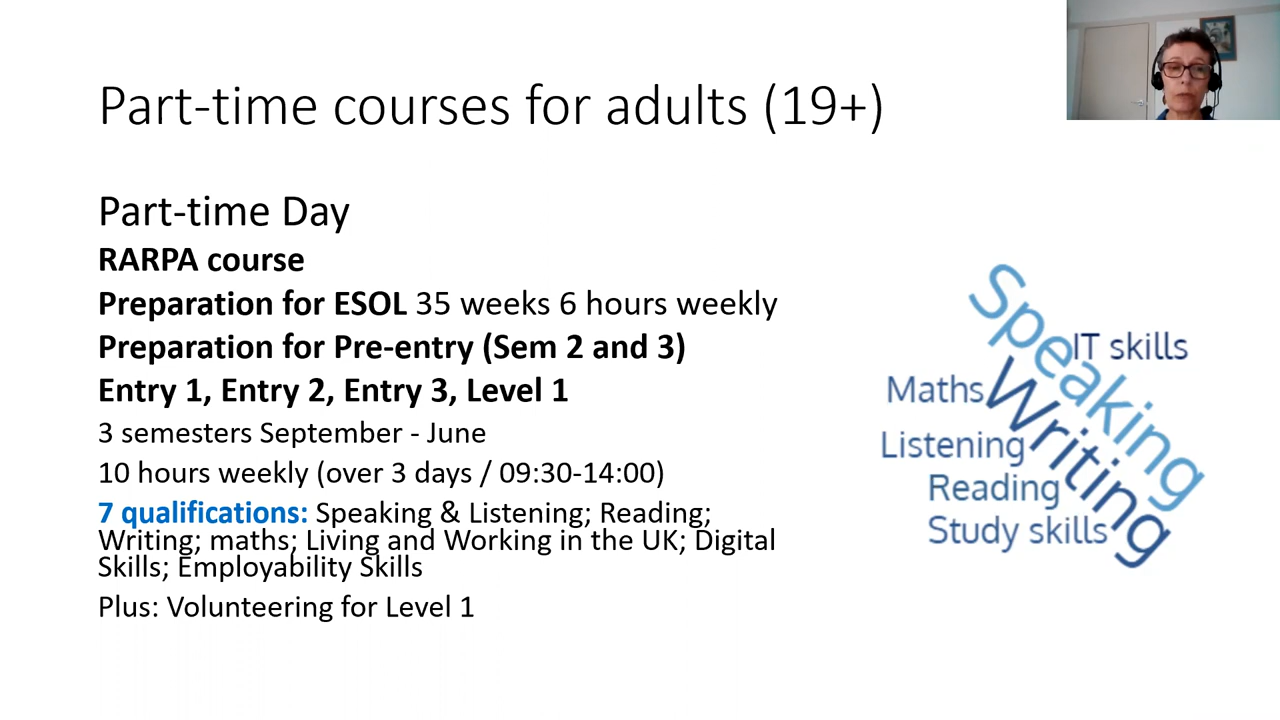 Part-time courses for adults (19+)
Part-time Day
RARPA course
Preparation for ESOL 35 weeks 6 hours weekly
Preparation for Pre-entry (Sem 2 and 3)
Entry 1, Entry 2, Entry 3, Level 1
3 semesters September - June
10 hours weekly (over 3 days / 09:30-14:00)
7 qualifications: Speaking & Listening; Reading;
Writing; maths; Living and Working in the UK; Digital
Skills; Employability Skills
Plus: Volunteering for Level 1
Speaking
IT skills
Maths
Writing
Listening
Reading
Study skills